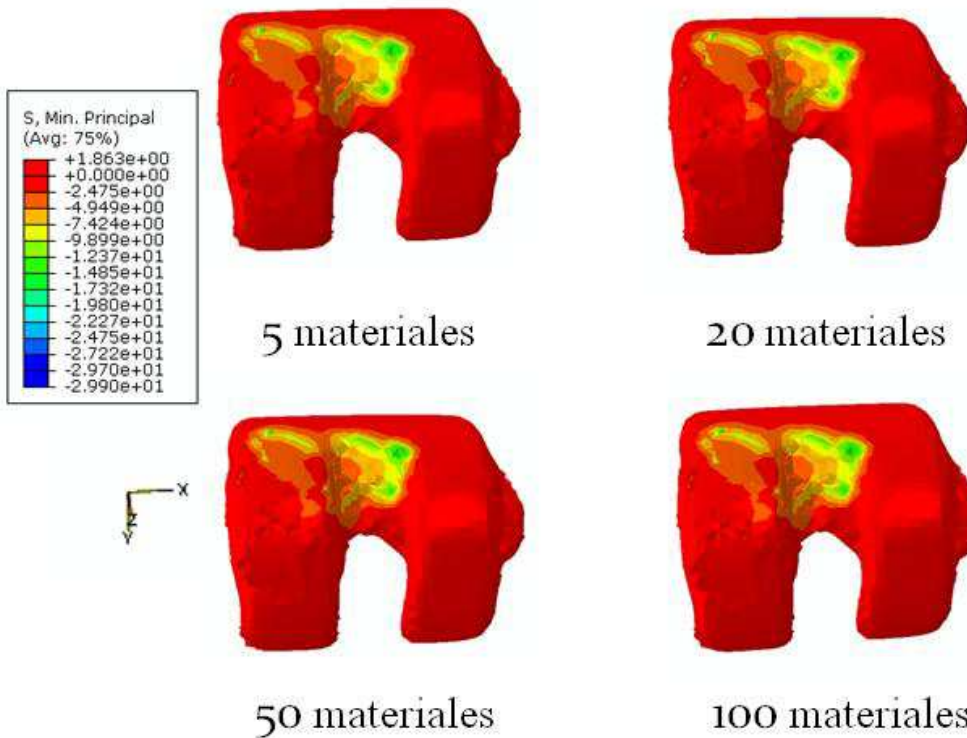 S, Min. Principal
(Avg: 75%)
+1.863e+00
+0.000e+00
-2.475e+00
-4.949e+00
-7.424e+00
-9.899e+00
-1.237e+01
-1.485e+01
-1.732e+01
-1.980e+01
-2.227e+01
-2.475e+01
-2.722e+01
-2.970e+01
-2.990e+01
5 materiales
20 materiales
X
Z
Y
50 materiales
100 materiales